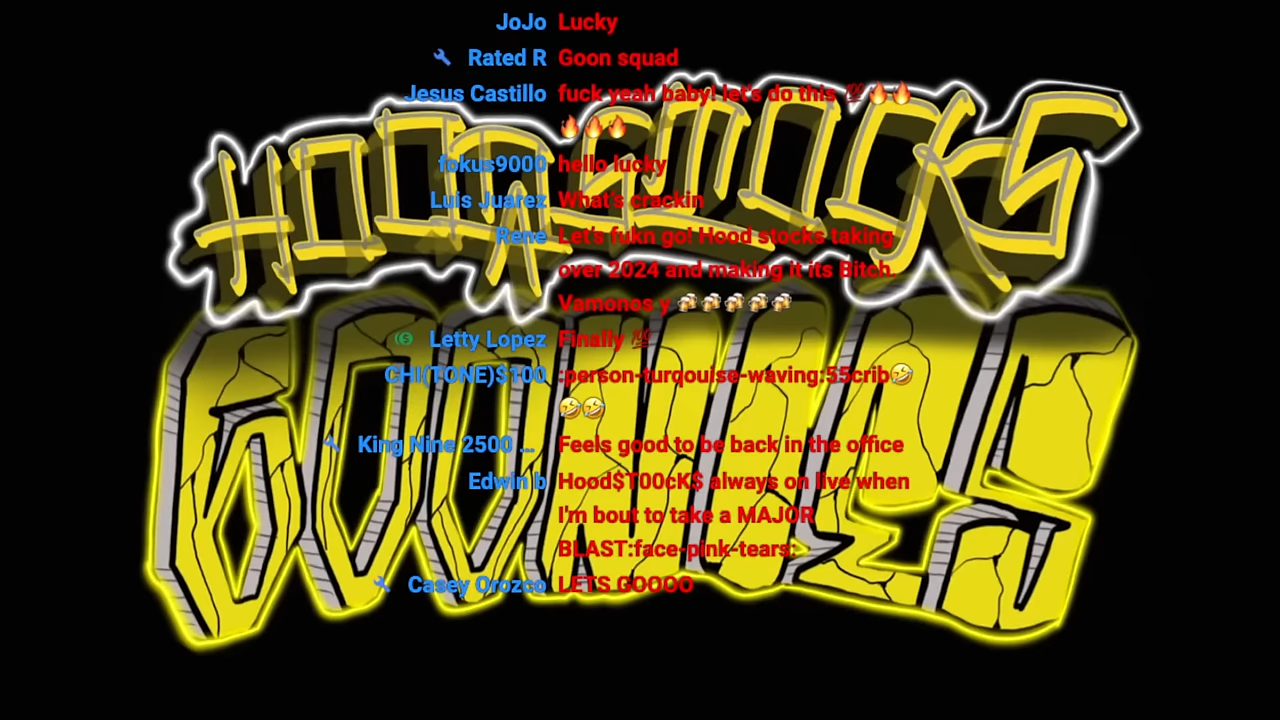 JoJo Lucky
Rated R Goon squad
Jesus Castillo fuck yeah baby! let's do this 💯🔥🔥
🔥🔥🔥
fokus9000 hello lucky
Luis Juarez What's crackin
Rene Let's fukn go! Hood stocks taking
over 2024 and making it its Bitch.
Vamonos y 🍻🍻🍻🍻🍻
Letty Lopez Finally 💯
CHI(TONE)$100 :person-turqouise-waving:55crib🤣
🤣🤣
King Nine 2500 ... Feels good to be back in the office
Edwin b Hood$T00cK$ always on live when
I'm bout to take a MAJOR
BLAST:face-pink-tears:
Casey Orozco LETS GOOOO
HOODSTOCKS
GOONIES